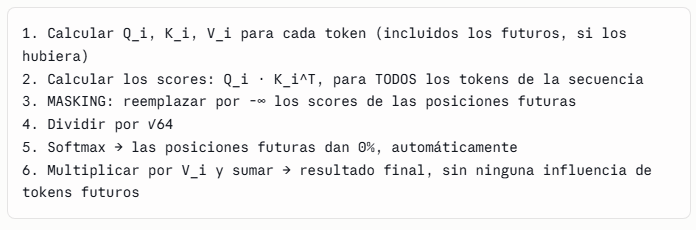 1. Calcular Q_i, K_i, V_i para cada token (incluidos los futuros, si los
hubiera)
2. Calcular los scores: Q_i · K_i^T, para TODOS los tokens de la secuencia
3. MASKING: reemplazar por -∞ los scores de las posiciones futuras
4. Dividir por √64
5. Softmax → las posiciones futuras dan 0%, automáticamente
6. Multiplicar por V_i y sumar → resultado final, sin ninguna influencia de
tokens futuros